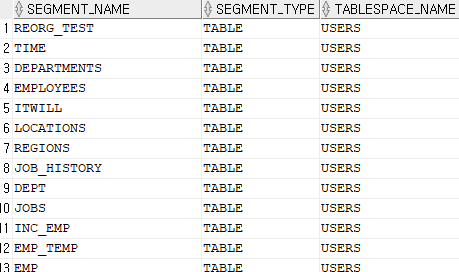 SEGMENT_NAME SEGMENT_TYPE TABLESPACE_NAME
1 REORG_TEST TABLE USERS
2 TIME TABLE USERS
3 DEPARTMENTS TABLE USERS
4 EMPLOYEES TABLE USERS
5 ITWILL TABLE USERS
6 LOCATIONS TABLE USERS
7 REGIONS TABLE USERS
8 JOB_HISTORY TABLE USERS
9 DEPT TABLE USERS
10 JOBS TABLE USERS
11 INC_EMP TABLE USERS
12 EMP_TEMP TABLE USERS
13 EMP TABLE USERS